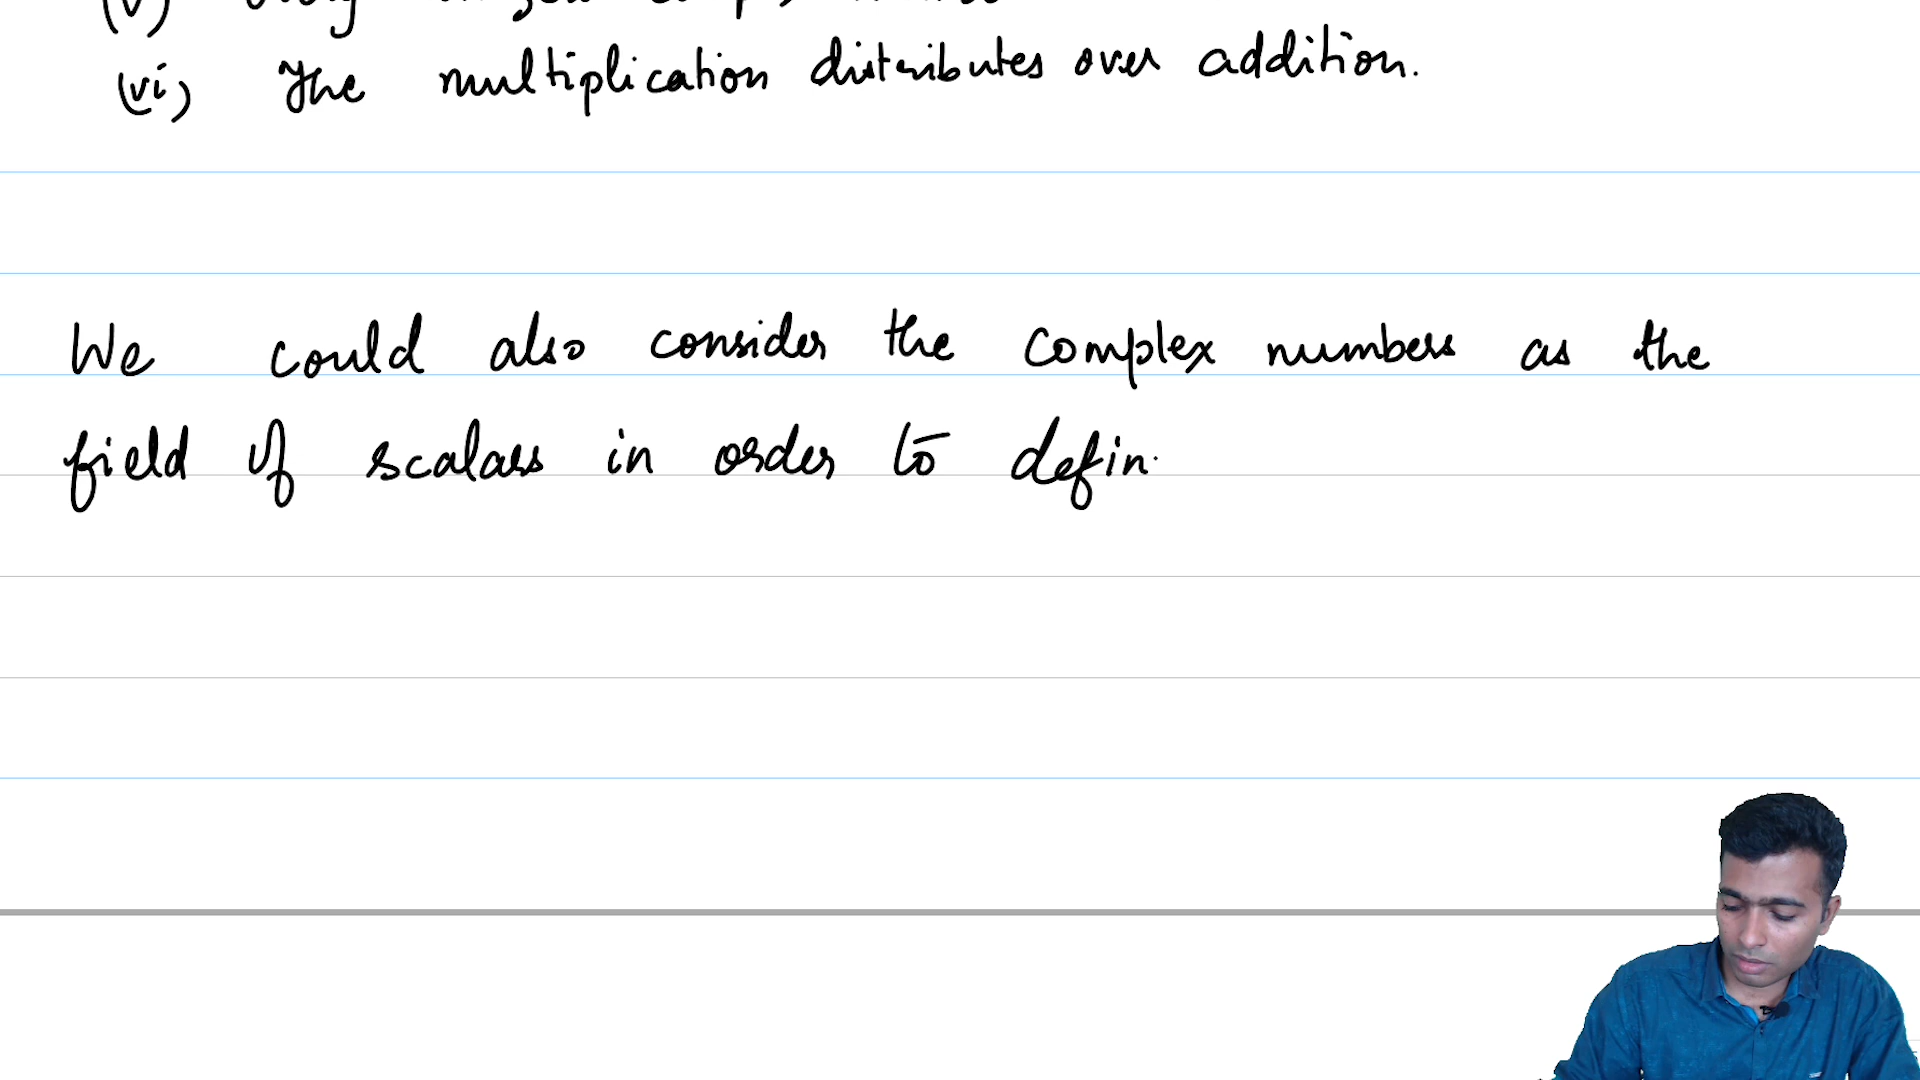 (v)
(vi) The multiplication distributes over addition.
We could also consider the complex numbers as the
field of scalars in order to defin